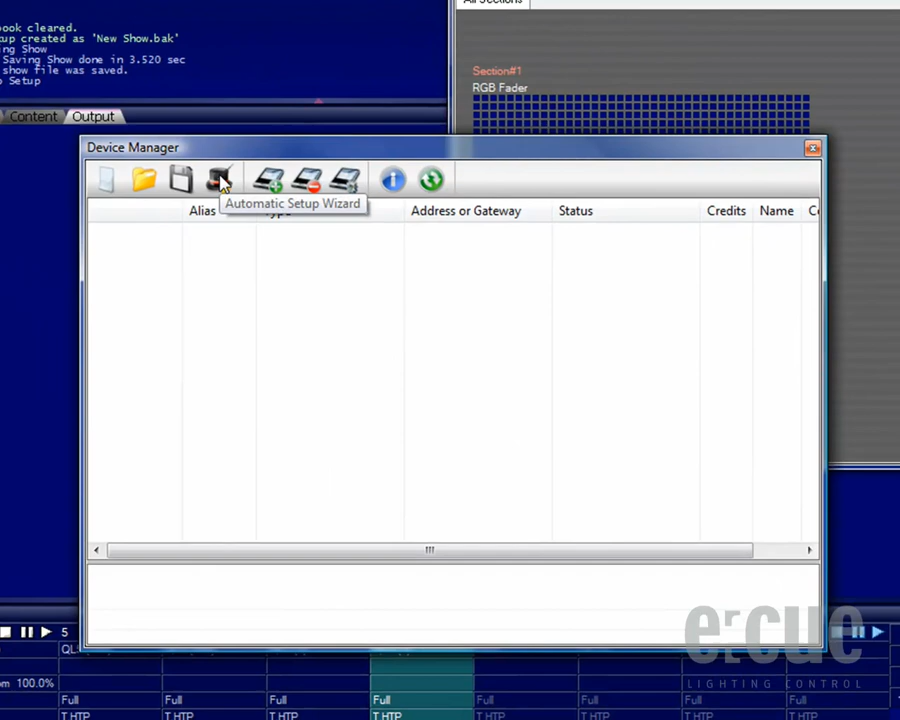 All Sections
ook cleared.
up created as 'New Show.bak'
ng Show
Saving Show done in 3.520 sec
show file was saved.
o Setup
Section#1
RGB Fader
Content
Output
Device Manager
Automatic Setup Wizard
Alias
Type
Address or Gateway
Status
Credits
Name
Co
5
QL:
om 100.0%
Full
Full
Full
Full
Full
Full
Full
T HTP
T HTP
T HTP
T HTP
T HTP
T HTP
T HTP
e:cue
LIGHTING CONTROL